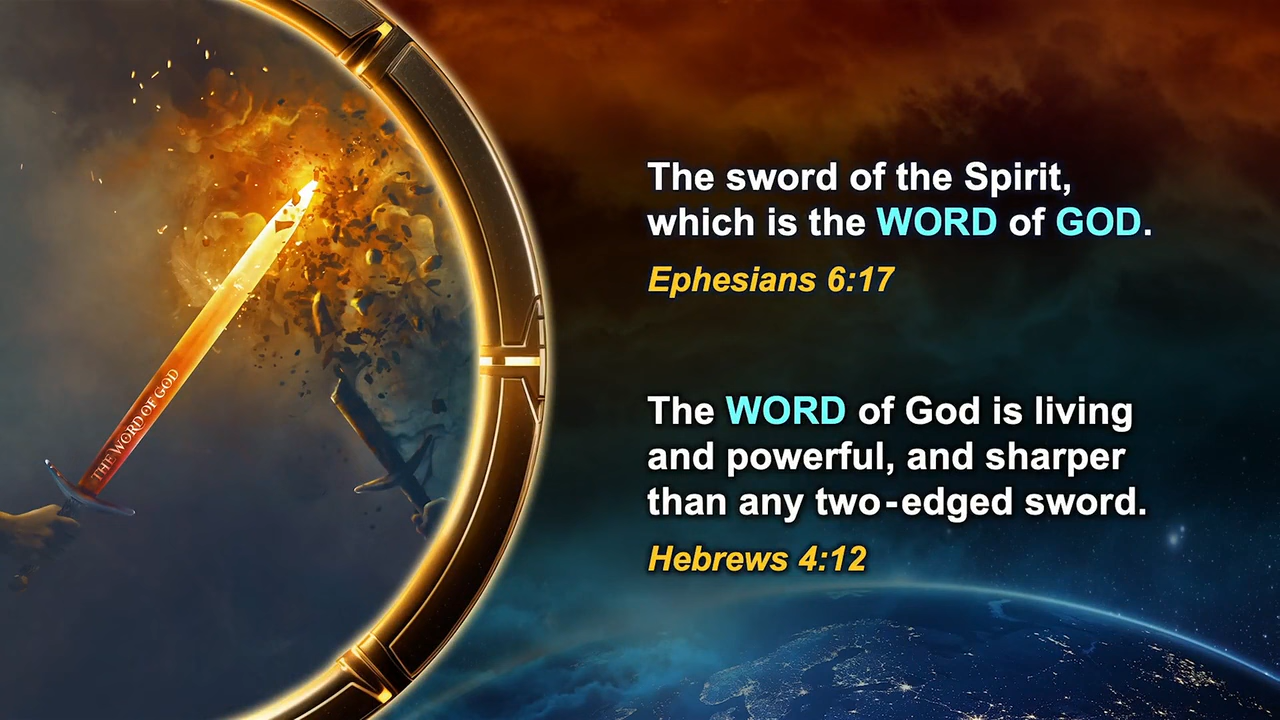 THE WORD OF GOD
The sword of the Spirit,
which is the WORD of GOD.
Ephesians 6:17
The WORD of God is living
and powerful, and sharper
than any two-edged sword.
Hebrews 4:12